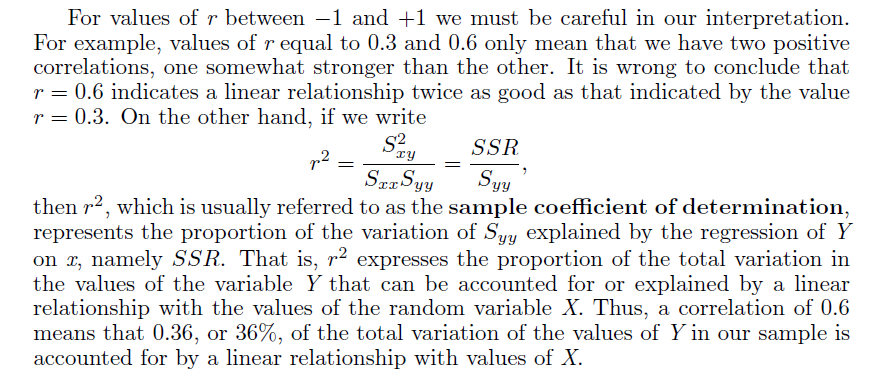 For values of r between −1 and +1 we must be careful in our interpretation.
For example, values of r equal to 0.3 and 0.6 only mean that we have two positive
correlations, one somewhat stronger than the other. It is wrong to conclude that
r = 0.6 indicates a linear relationship twice as good as that indicated by the value
r = 0.3. On the other hand, if we write
r² = S²xy / SxxSyy = SSR / Syy,
then r², which is usually referred to as the sample coefficient of determination,
represents the proportion of the variation of Syy explained by the regression of Y
on x, namely SSR. That is, r² expresses the proportion of the total variation in
the values of the variable Y that can be accounted for or explained by a linear
relationship with the values of the random variable X. Thus, a correlation of 0.6
means that 0.36, or 36%, of the total variation of the values of Y in our sample is
accounted for by a linear relationship with values of X.